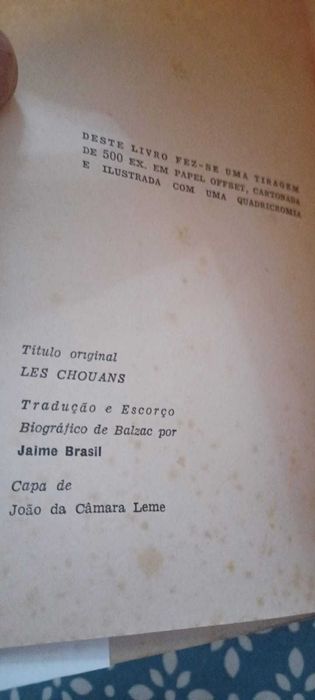 DESTE LIVRO FEZ-SE UMA TIRAGEM
DE 500 EX. EM PAPEL OFFSET, CARTONADA
E ILUSTRADA COM UMA QUADRICROMIA
Título original
LES CHOUANS
Tradução e Escorço
Biográfico de Balzac por
Jaime Brasil
Capa de
João da Câmara Leme